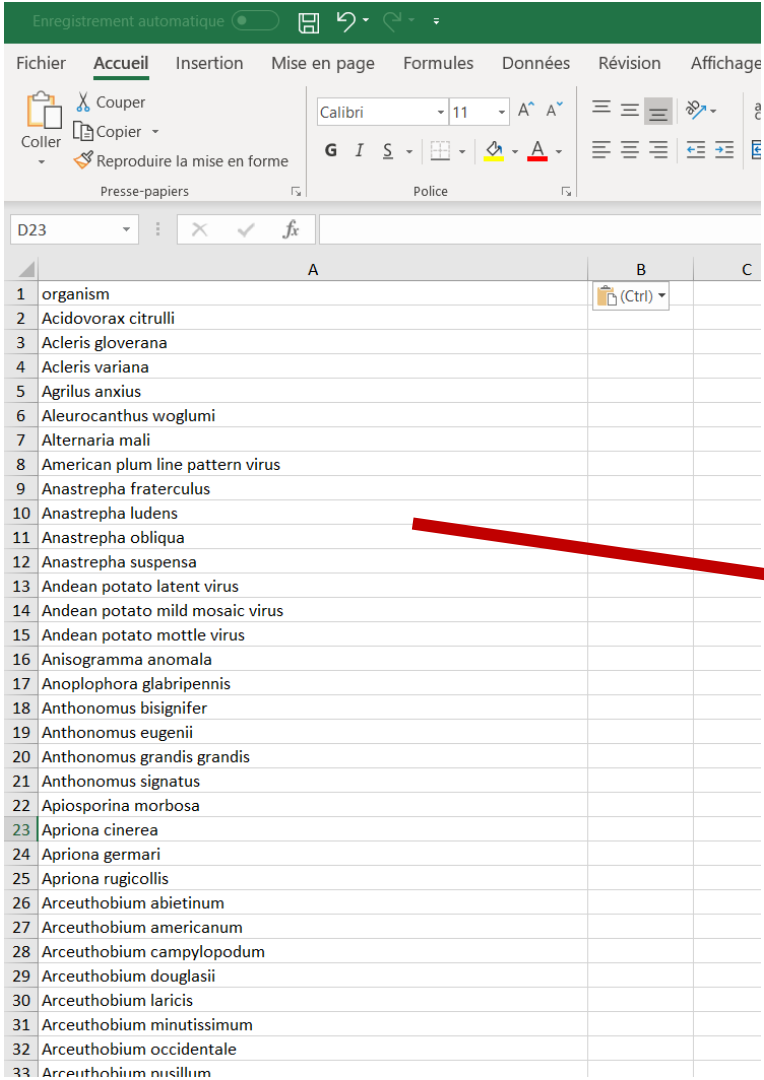 Enregistrement automatique
Fichier Accueil Insertion Mise en page Formules Données Révision Affichage
Couper
Calibri 11 A^ A˅
Copier
Coller
Reproduire la mise en forme
G I S A
Presse-papiers Police
D23 fx
A B C
1 organism (Ctrl)
2 Acidovorax citrulli
3 Acleris gloverana
4 Acleris variana
5 Agrilus anxius
6 Aleurocanthus woglumi
7 Alternaria mali
8 American plum line pattern virus
9 Anastrepha fraterculus
10 Anastrepha ludens
11 Anastrepha obliqua
12 Anastrepha suspensa
13 Andean potato latent virus
14 Andean potato mild mosaic virus
15 Andean potato mottle virus
16 Anisogramma anomala
17 Anoplophora glabripennis
18 Anthonomus bisignifer
19 Anthonomus eugenii
20 Anthonomus grandis grandis
21 Anthonomus signatus
22 Apiosporina morbosa
23 Apriona cinerea
24 Apriona germari
25 Apriona rugicollis
26 Arceuthobium abietinum
27 Arceuthobium americanum
28 Arceuthobium campylopodum
29 Arceuthobium douglasii
30 Arceuthobium laricis
31 Arceuthobium minutissimum
32 Arceuthobium occidentale
33 Arceuthobium pusillum